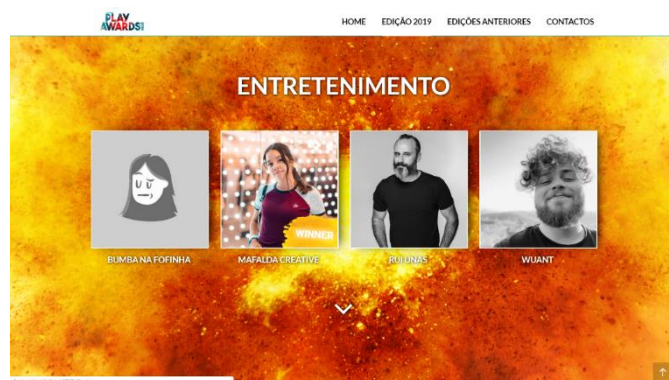 PLAY
AWARDS
HOME EDIÇÃO 2019 EDIÇÕES ANTERIORES CONTACTOS
ENTRETENIMENTO
WINNER
BUMBA NA FOFINHA MAFALDA CREATIVE RUI UNAS WUANT